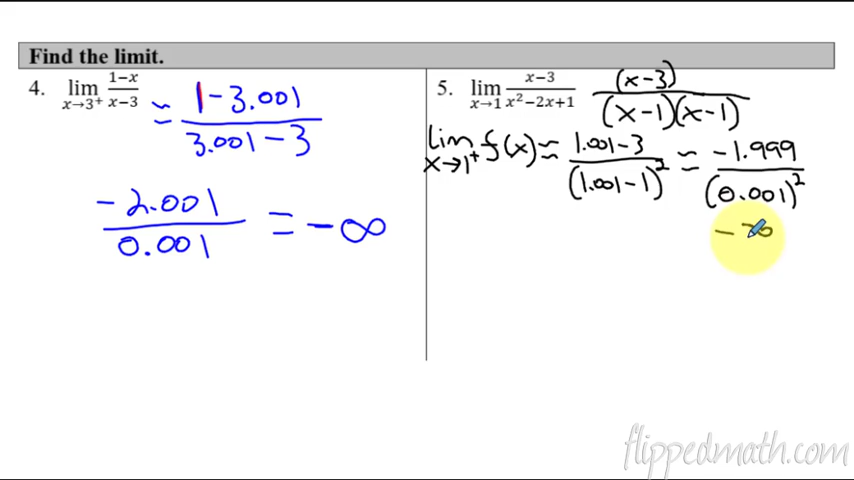 Find the limit.
4. lim x→3⁺ (1−x)/(x−3) ≈ (1−3.001)/(3.001−3)
(−2.001)/(0.001) = −∞
5. lim x→1 (x−3)/(x²−2x+1) (x−3)/((x−1)(x−1))
lim x→1⁺ f(x) ≈ (1.001−3)/(1.001−1)² ≈ (−1.999)/(0.001)²
−
flippedmath.com